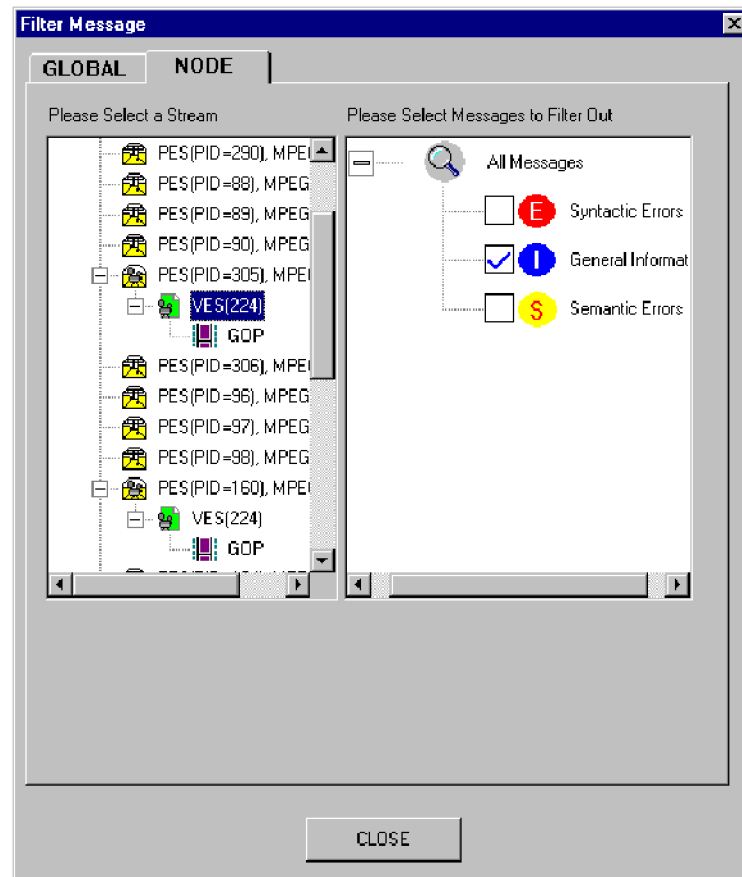 Filter Message
GLOBAL
NODE
Please Select a Stream
PES(PID=290), MPE
PES(PID=88), MPEG
PES(PID=89), MPEG
PES(PID=90), MPEG
PES(PID=305), MPE
VES(224)
GOP
PES(PID=306), MPE
PES(PID=96), MPEG
PES(PID=97), MPEG
PES(PID=98), MPEG
PES(PID=160), MPE
VES(224)
GOP
Please Select Messages to Filter Out
All Messages
E Syntactic Errors
I General Informat
S Semantic Errors
CLOSE